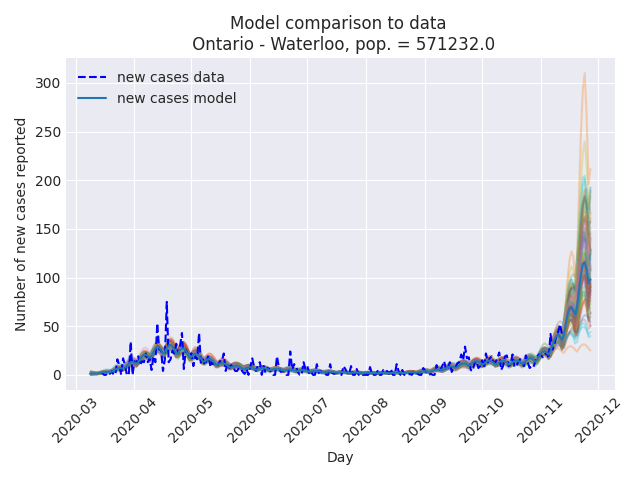 Model comparison to data
Ontario - Waterloo, pop. = 571232.0
new cases data
new cases model
Number of new cases reported
300
250
200
150
100
50
0
2020-03
2020-04
2020-05
2020-06
2020-07
2020-08
2020-09
2020-10
2020-11
2020-12
Day